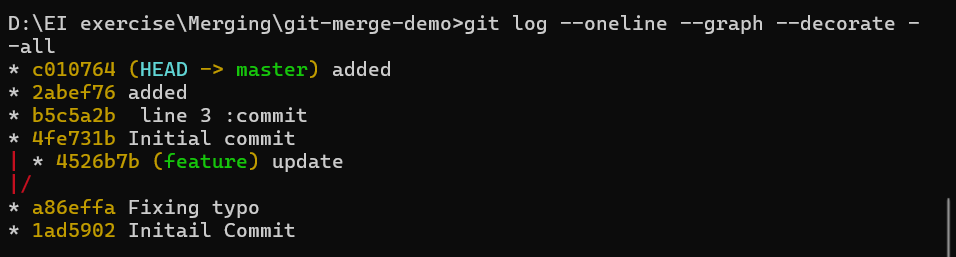 D:\EI exercise\Merging\git-merge-demo>git log --oneline --graph --decorate -
-all
* c010764 (HEAD -> master) added
* 2abef76 added
* b5c5a2b  line 3 :commit
* 4fe731b Initial commit
| * 4526b7b (feature) update
|/
* a86effa Fixing typo
* 1ad5902 Initail Commit